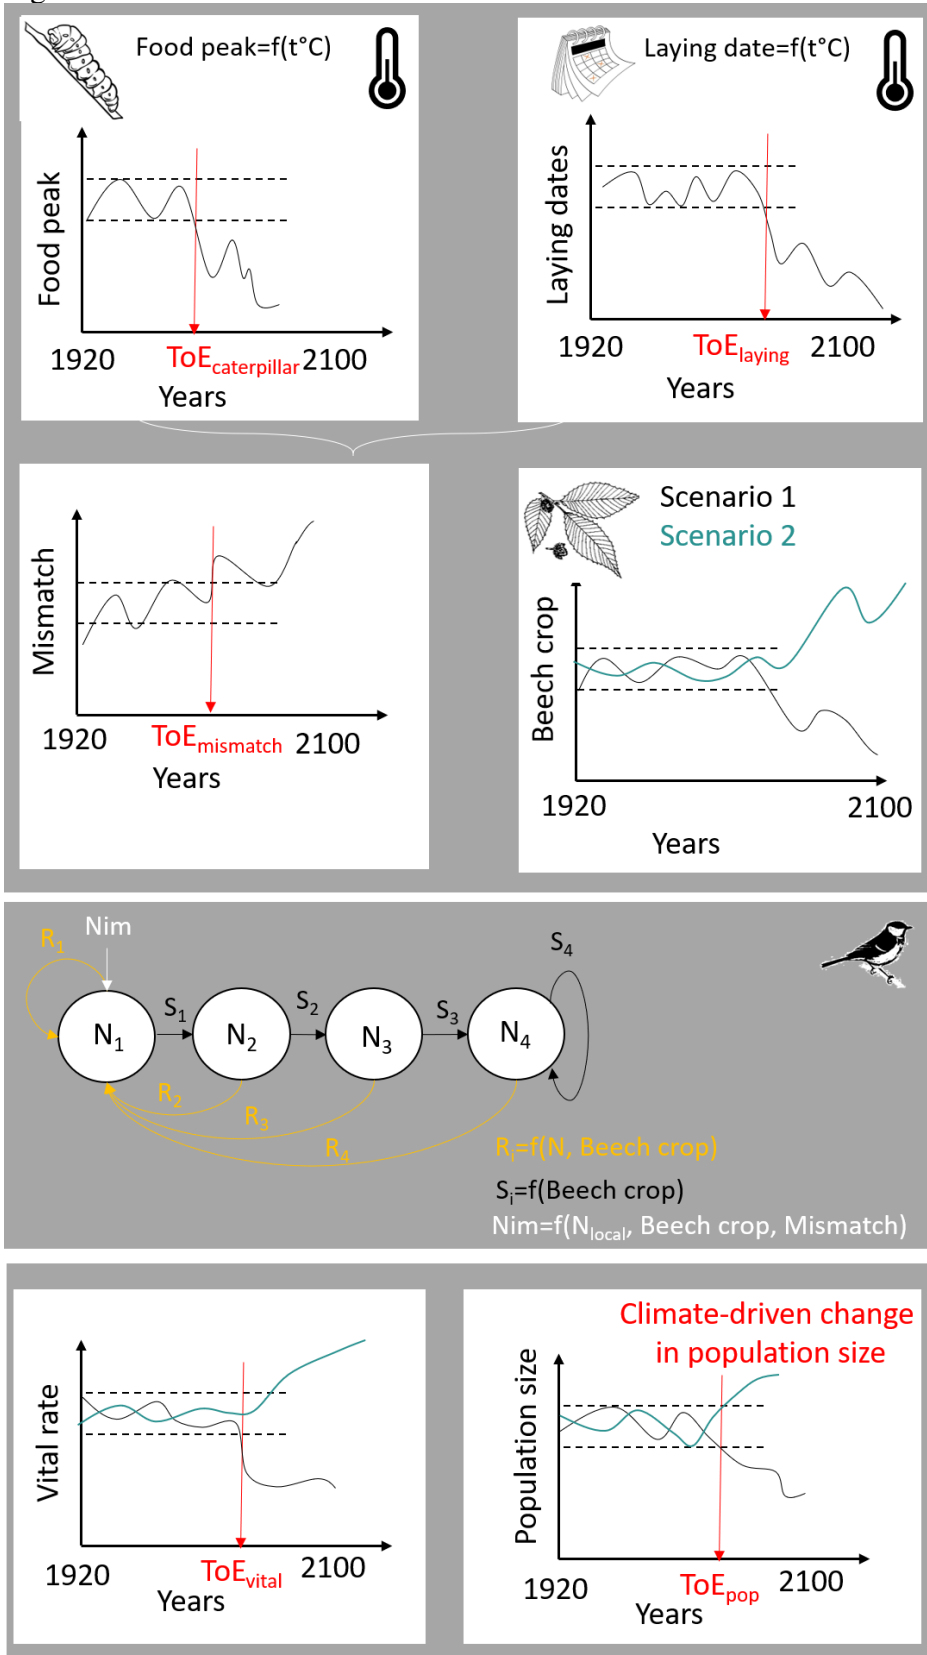 Food peak=f(t°C)
Food peak
1920
ToEcaterpillar
2100
Years
Laying date=f(t°C)
Laying dates
1920
ToElaying
2100
Years
Mismatch
1920
ToEmismatch
2100
Years
Scenario 1
Scenario 2
Beech crop
1920
2100
Years
Nim
R1
S1
S2
S3
S4
N1
N2
N3
N4
R2
R3
R4
Ri=f(N, Beech crop)
Si=f(Beech crop)
Nim=f(Nlocal, Beech crop, Mismatch)
Vital rate
1920
ToEvital
2100
Years
Climate-driven change
in population size
Population size
1920
ToEpop
2100
Years